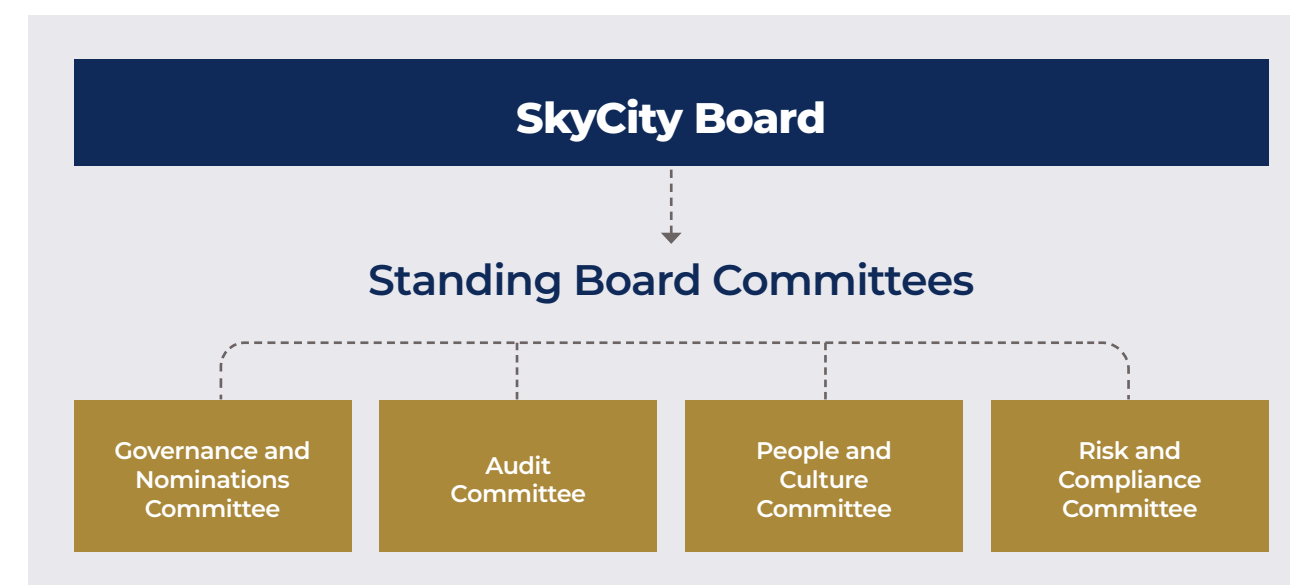 SkyCity Board
Standing Board Committees
Governance and
Nominations
Committee
Audit
Committee
People and
Culture
Committee
Risk and
Compliance
Committee